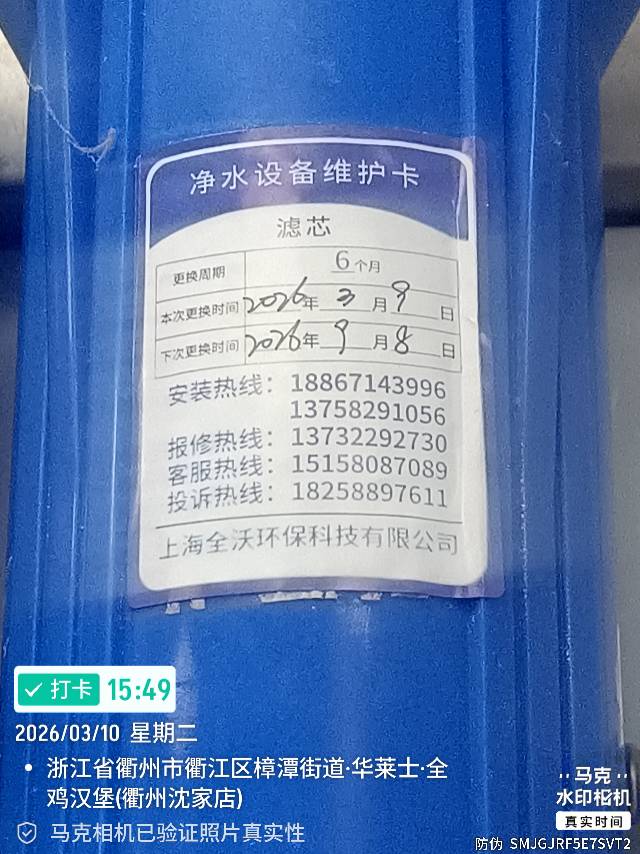 净水设备维护卡
滤芯
更换周期 6个月
本次更换时间 2026年 3月 9日
下次更换时间 2026年 9月 8日
安装热线：18867143996
13758291056
报修热线：13732292730
客服热线：15158087089
投诉热线：18258897611
上海全沃环保科技有限公司
打卡 15:49
2026/03/10 星期二
浙江省衢州市衢江区樟潭街道·华莱士·全
鸡汉堡(衢州沈家店)
马克相机已验证照片真实性
马克
水印相机
真实时间
防伪 SMJGJRF5E7SVT2